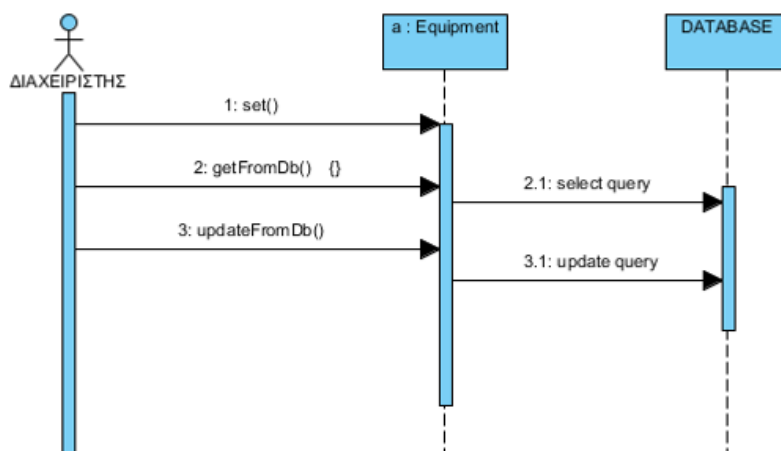 a : Equipment
DATABASE
ΔΙΑΧΕΙΡΙΣΤΗΣ
1: set()
2: getFromDb() {}
2.1: select query
3: updateFromDb()
3.1: update query